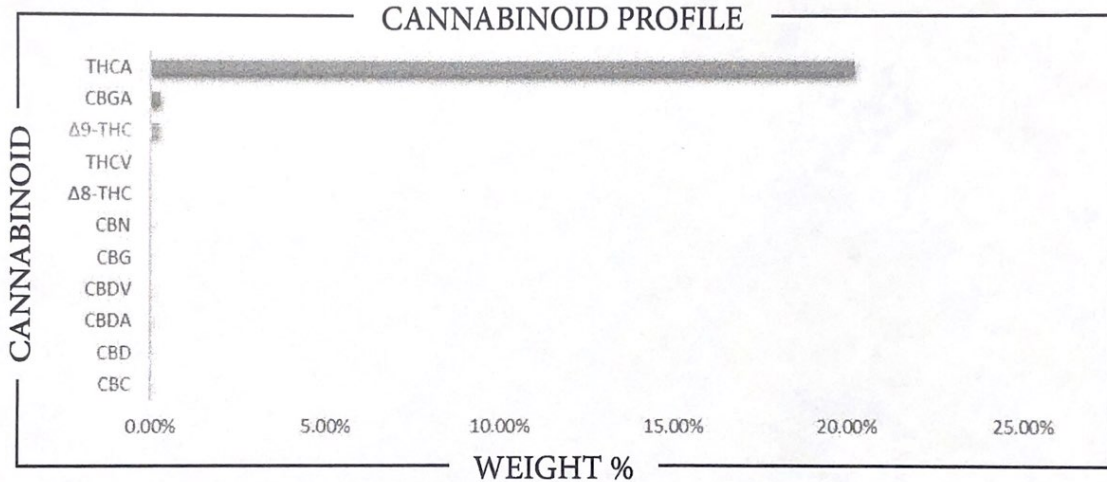 CANNABINOID PROFILE
CANNABINOID
THCA
CBGA
Δ9-THC
THCV
Δ8-THC
CBN
CBG
CBDV
CBDA
CBD
CBC
0.00% 5.00% 10.00% 15.00% 20.00% 25.00%
WEIGHT %